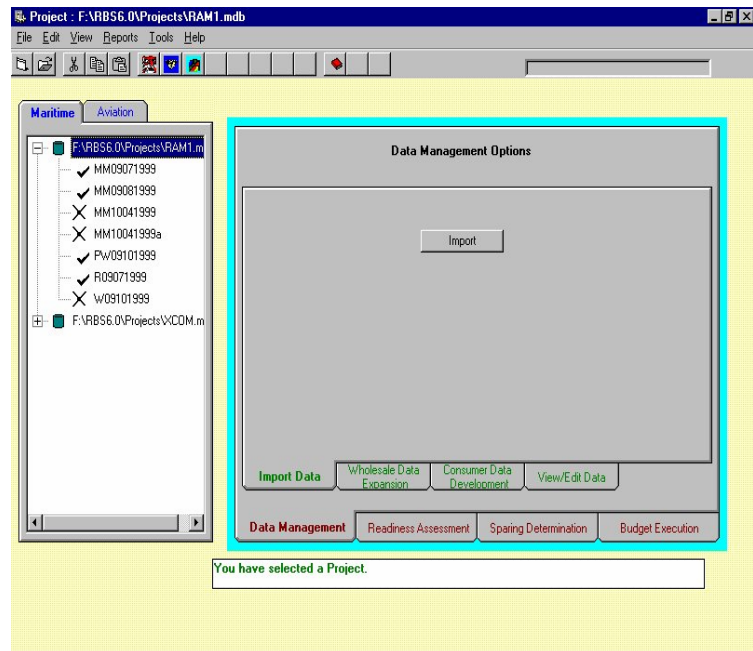 Project : F:\RBS6.0\Projects\RAM1.mdb
File Edit View Reports Tools Help
Maritime Aviation
F:\RBS6.0\Projects\RAM1.m
MM09071999
MM09081999
MM10041999
MM10041999a
PW09101999
R09071999
W09101999
F:\RBS6.0\Projects\XCOM.m
Data Management Options
Import
Import Data
Wholesale Data
Expansion
Consumer Data
Development
View/Edit Data
Data Management Readiness Assessment Sparing Determination Budget Execution
You have selected a Project.